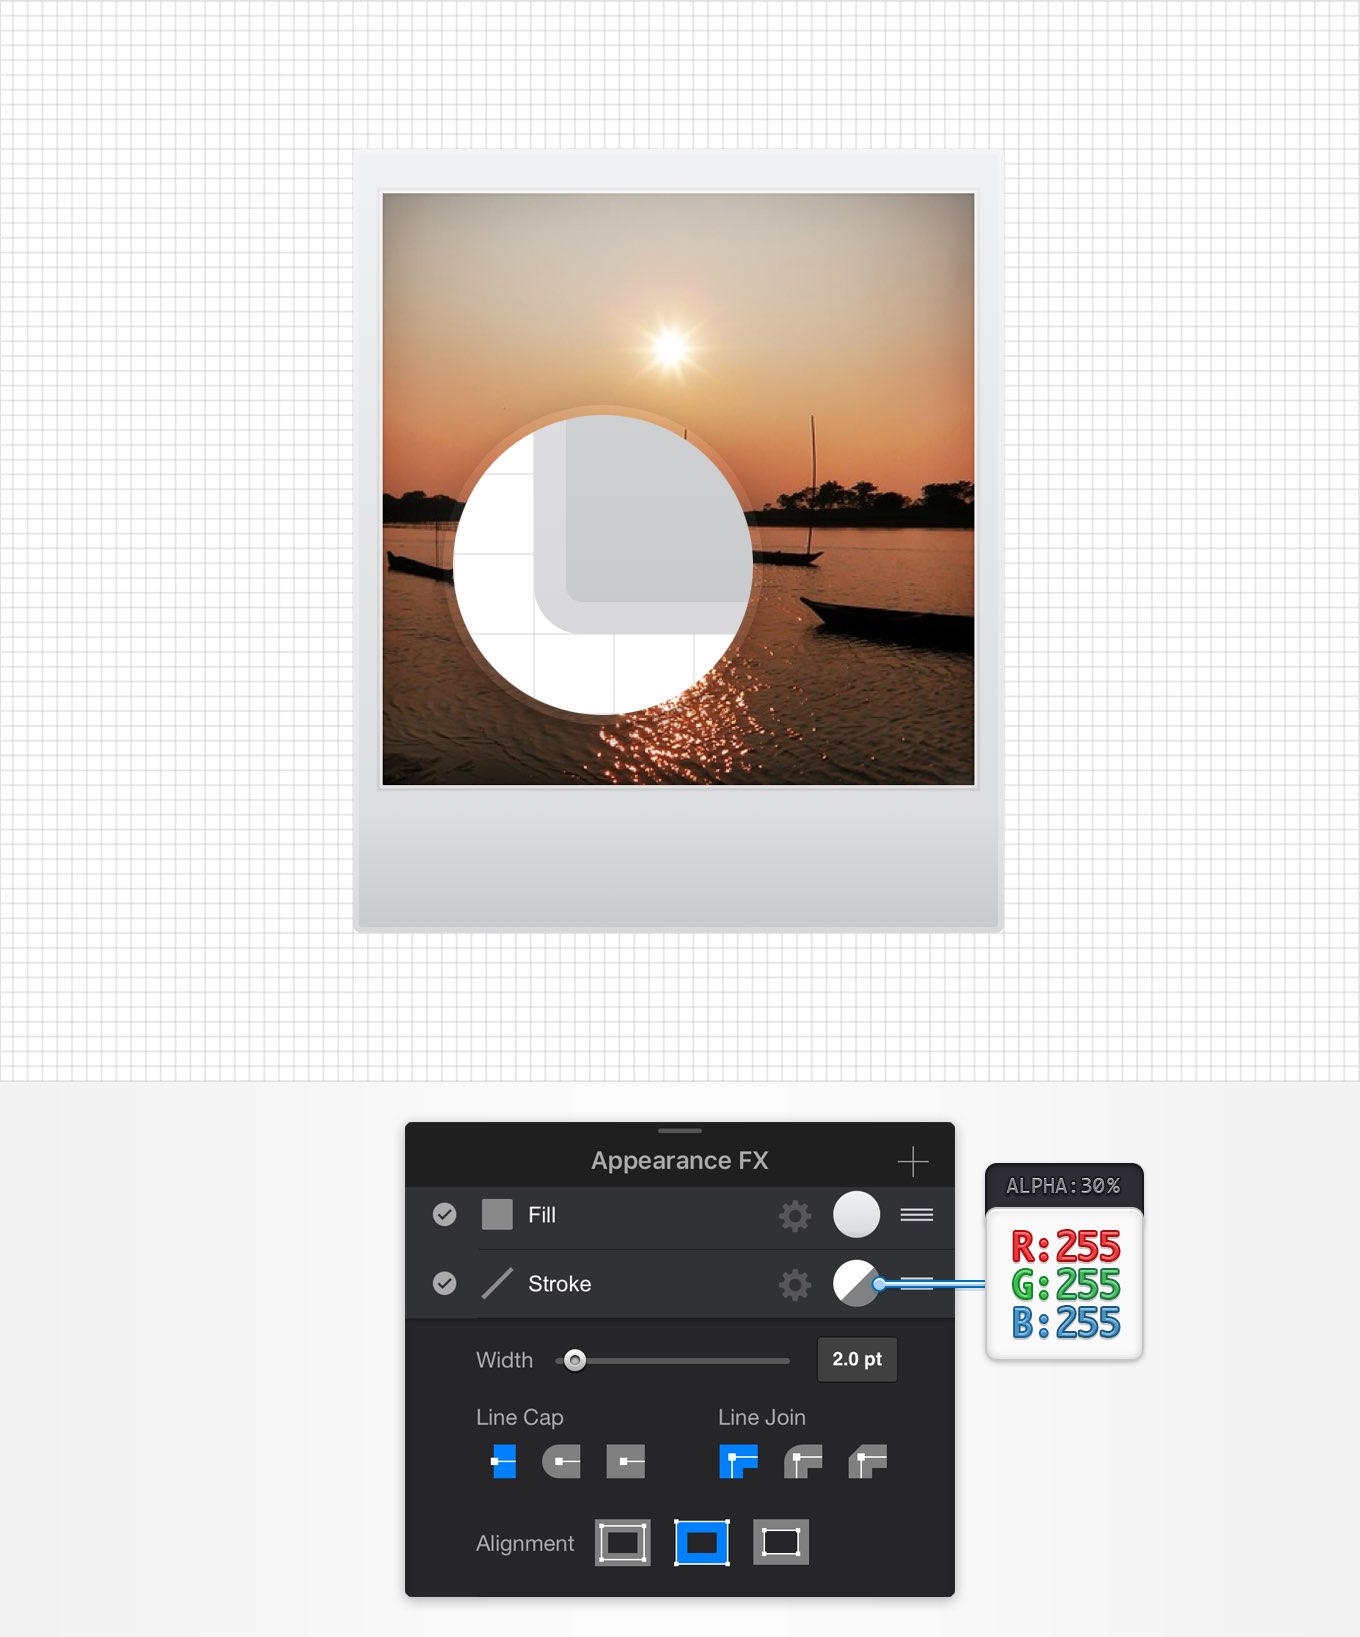 Appearance FX
Fill
Stroke
ALPHA:30%
R:255
G:255
B:255
Width
2.0 pt
Line Cap
Line Join
Alignment